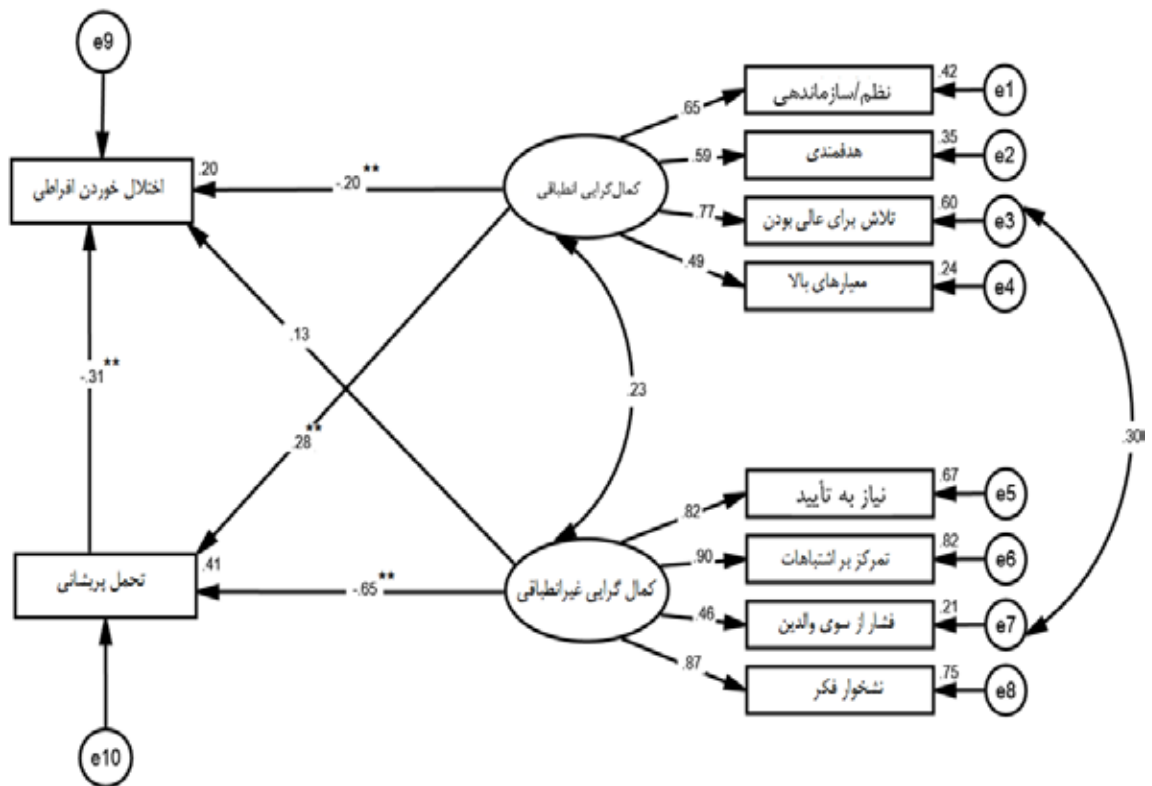 e9
نظم/سازماندهی
.42
e1
.65
هدفمندی
.35
e2
.59
اختلال خوردن افراطی
.20
-.20**
کمال‌گرایی انطباقی
.77
تلاش برای عالی بودن
.60
e3
.49
معیارهای بالا
.24
e4
.13
-.31**
.23
.28**
.30
نیاز به تأیید
.67
e5
.82
تمرکز بر اشتباهات
.82
e6
.90
تحمل پریشانی
.41
-.65**
کمال گرایی غیرانطباقی
.46
فشار از سوی والدین
.21
e7
.87
نشخوار فکر
.75
e8
e10